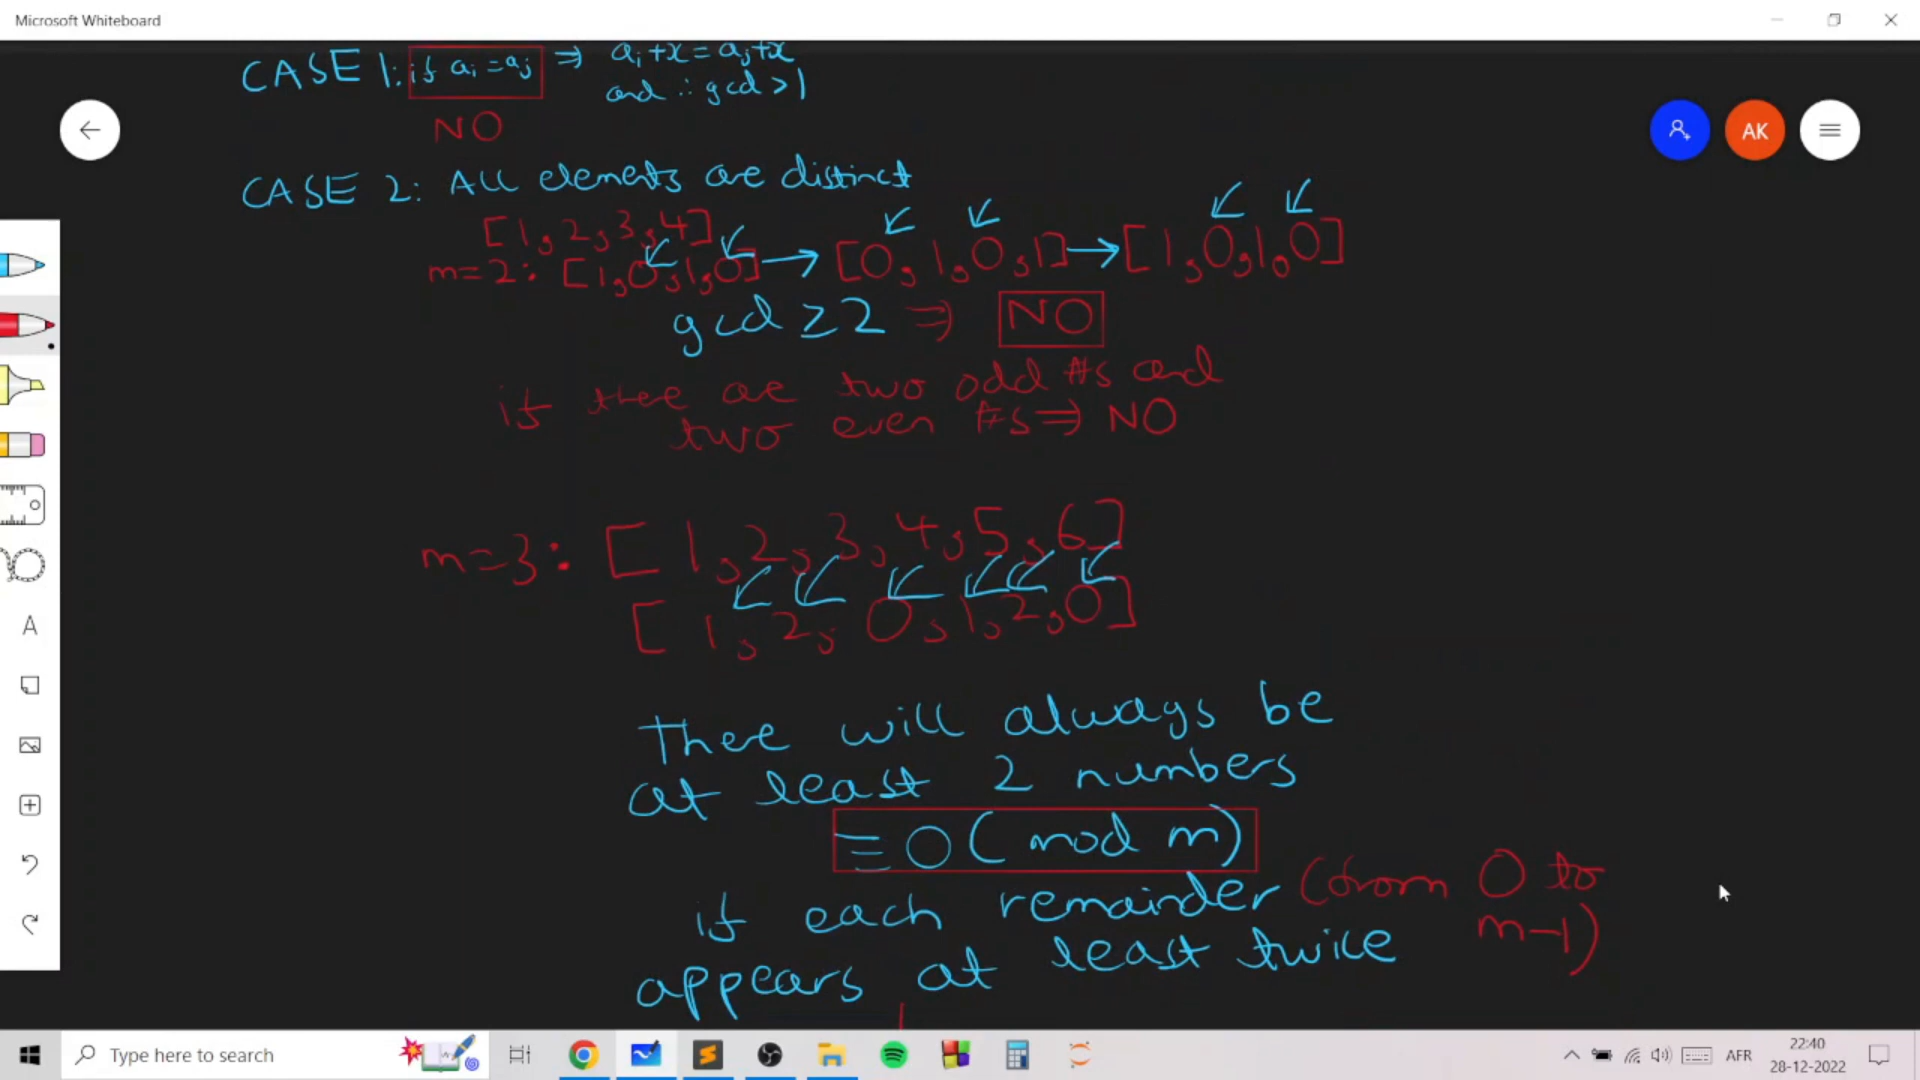 Microsoft Whiteboard
CASE 1: if ai = aj ⇒ ai+x = aj+x
and ∴ gcd > 1
NO
AK
CASE 2: All elements are distinct
[1,2,3,4]
m=2: [1,0,1,0] → [0,1,0,1] → [1,0,1,0]
gcd ≥ 2 ⇒ NO
if there are two odd #s and
two even #s ⇒ NO
m=3: [1,2,3,4,5,6]
[1,2,0,1,2,0]
A
There will always be
at least 2 numbers
≡ 0 (mod m)
if each remainder (from 0 to
m-1)
appears at least twice
Type here to search
AFR
22:40
28-12-2022